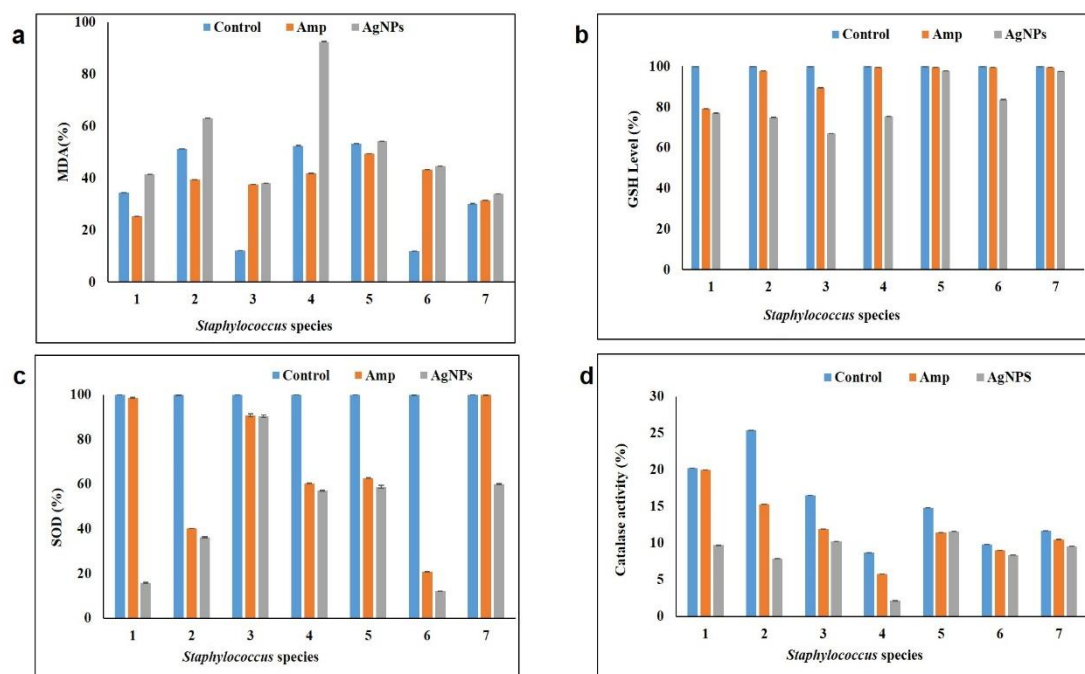 a
Control Amp AgNPs
100
80
60
40
20
0
MDA(%)
1 2 3 4 5 6 7
Staphylococcus species
b
Control Amp AgNPs
100
80
60
40
20
0
GSH Level (%)
1 2 3 4 5 6 7
Staphylococcus species
c
Control Amp AgNPs
100
80
60
40
20
0
SOD (%)
1 2 3 4 5 6 7
Staphylococcus species
d
Control Amp AgNPS
30
25
20
15
10
5
0
Catalase activity (%)
1 2 3 4 5 6 7
Staphylococcus species